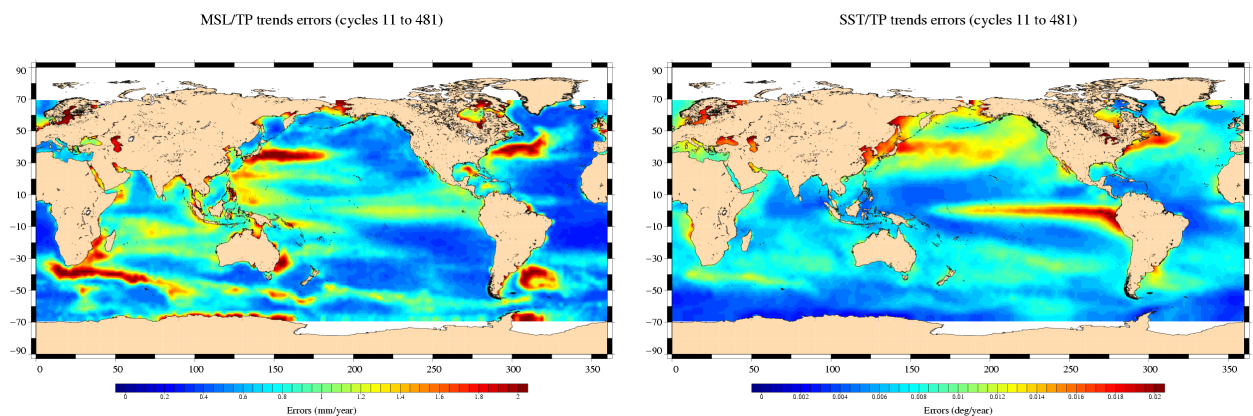 MSL/TP trends errors (cycles 11 to 481)
90
70
50
30
10
−10
−30
−50
−70
−90
0 50 100 150 200 250 300 350
0 0.2 0.4 0.6 0.8 1 1.2 1.4 1.6 1.8 2
Errors (mm/year)
SST/TP trends errors (cycles 11 to 481)
90
70
50
30
10
−10
−30
−50
−70
−90
0 50 100 150 200 250 300 350
0 0.002 0.004 0.006 0.008 0.01 0.012 0.014 0.016 0.018 0.02
Errors (deg/year)